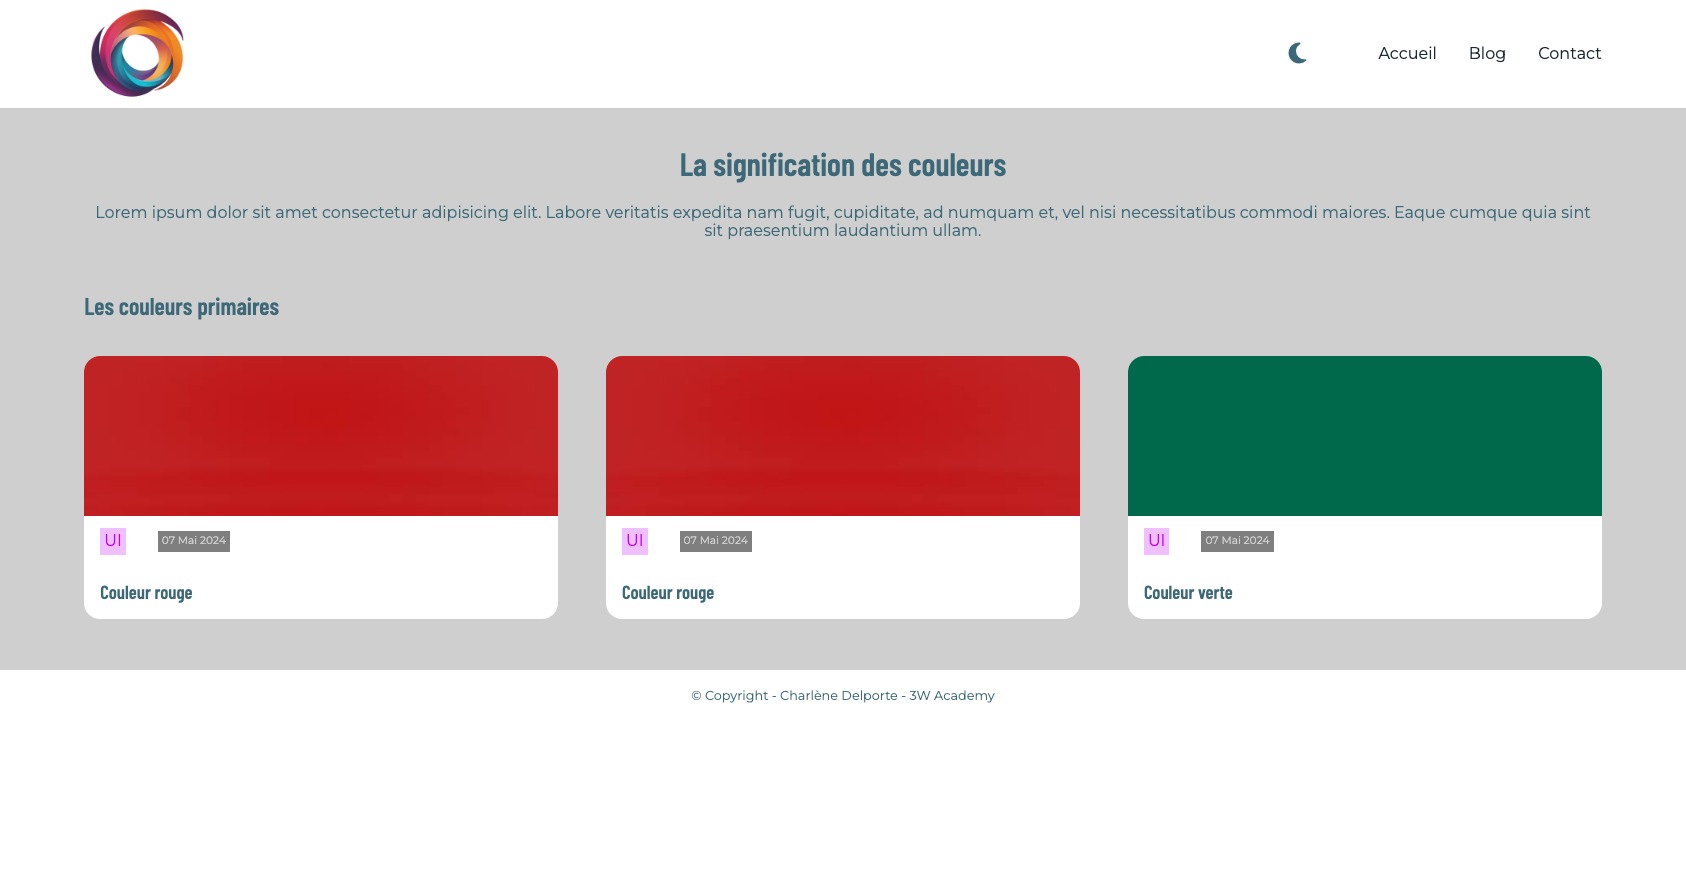 Accueil Blog Contact
La signification des couleurs
Lorem ipsum dolor sit amet consectetur adipisicing elit. Labore veritatis expedita nam fugit, cupiditate, ad numquam et, vel nisi necessitatibus commodi maiores. Eaque cumque quia sint
sit praesentium laudantium ullam.
Les couleurs primaires
UI 07 Mai 2024
Couleur rouge
UI 07 Mai 2024
Couleur rouge
UI 07 Mai 2024
Couleur verte
© Copyright - Charlène Delporte - 3W Academy